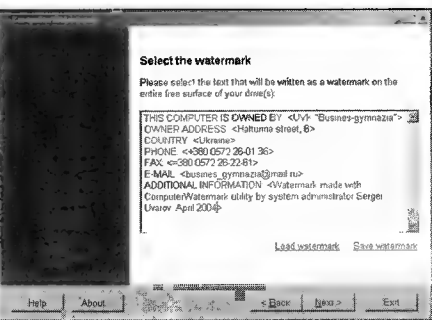 Select the watermark
Please select the text that will be written as a watermark on the
entire free surface of your drive(s):
THIS COMPUTER IS OWNED BY <UVK "Busines-gymnazia">
OWNER ADDRESS <Halturina street, 6>
COUNTRY <Ukraine>
PHONE <+380 0572 26-01 36>
FAX <+380 0572 26-22-61>
E-MAIL <busines_gymnazia@mail ru>
ADDITIONAL INFORMATION <Watermark made with
ComputerWatermark utility by system administrator Sergei
Uvarov April 2004>
Load watermark Save watermark
Help About < Back Next > Exit